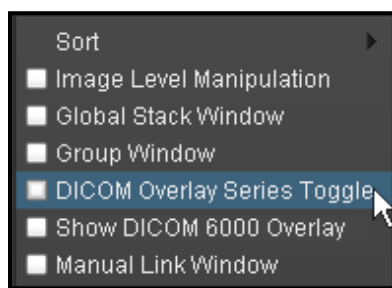 Sort
Image Level Manipulation
Global Stack Window
Group Window
DICOM Overlay Series Toggle
Show DICOM 6000 Overlay
Manual Link Window